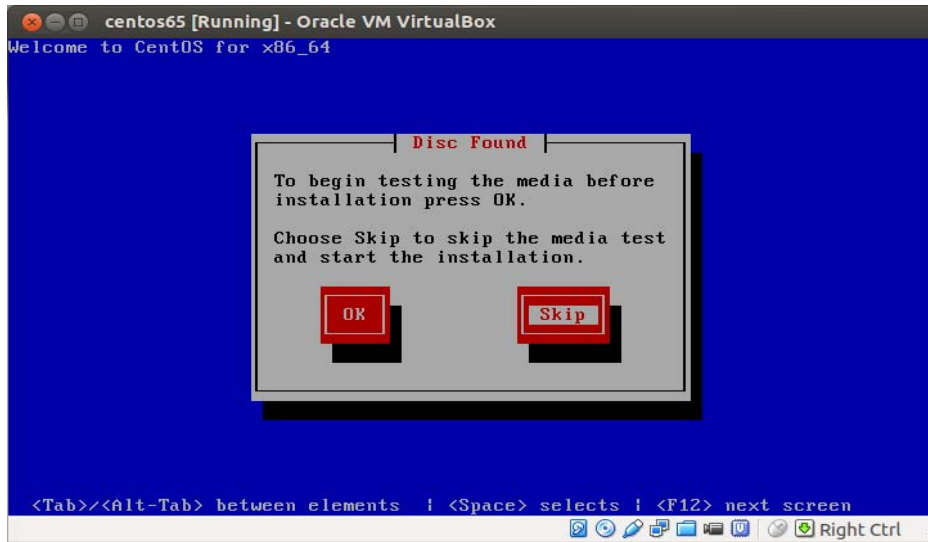 centos65 [Running] - Oracle VM VirtualBox
Welcome to CentOS for x86_64
Disc Found
To begin testing the media before
installation press OK.
Choose Skip to skip the media test
and start the installation.
OK Skip
<Tab>/<Alt-Tab> between elements | <Space> selects | <F12> next screen
Right Ctrl